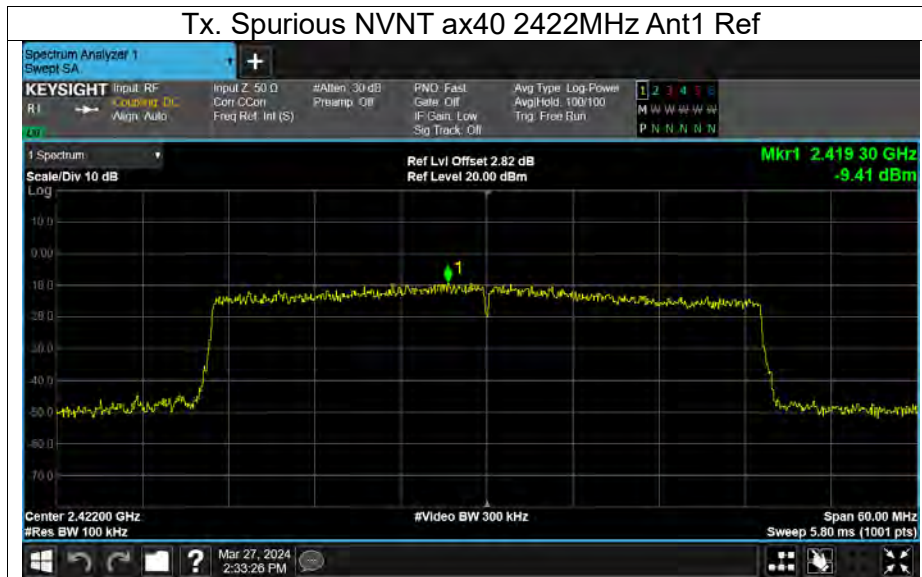 Tx. Spurious NVNT ax40 2422MHz Ant1 Ref
Spectrum Analyzer 1
Swept SA
+
KEYSIGHT Input: RF
Coupling: DC
Align: Auto
Input Z: 50 Ω
Corr CCorr
Freq Ref: Int (S)
#Atten: 30 dB
Preamp: Off
PNO: Fast
Gate: Off
IF Gain: Low
Sig Track: Off
Avg Type: Log-Power
Avg|Hold: 100/100
Trig: Free Run
1 2 3 4 5 6
M W W W W W
P N N N N N
1 Spectrum
Scale/Div 10 dB
Ref Lvl Offset 2.82 dB
Ref Level 20.00 dBm
Mkr1 2.419 30 GHz
-9.41 dBm
Log
10.0
0.00
1
-10.0
-20.0
-30.0
-40.0
-50.0
-60.0
-70.0
Center 2.42200 GHz
#Res BW 100 kHz
#Video BW 300 kHz
Span 60.00 MHz
Sweep 5.80 ms (1001 pts)
?
Mar 27, 2024
2:33:26 PM